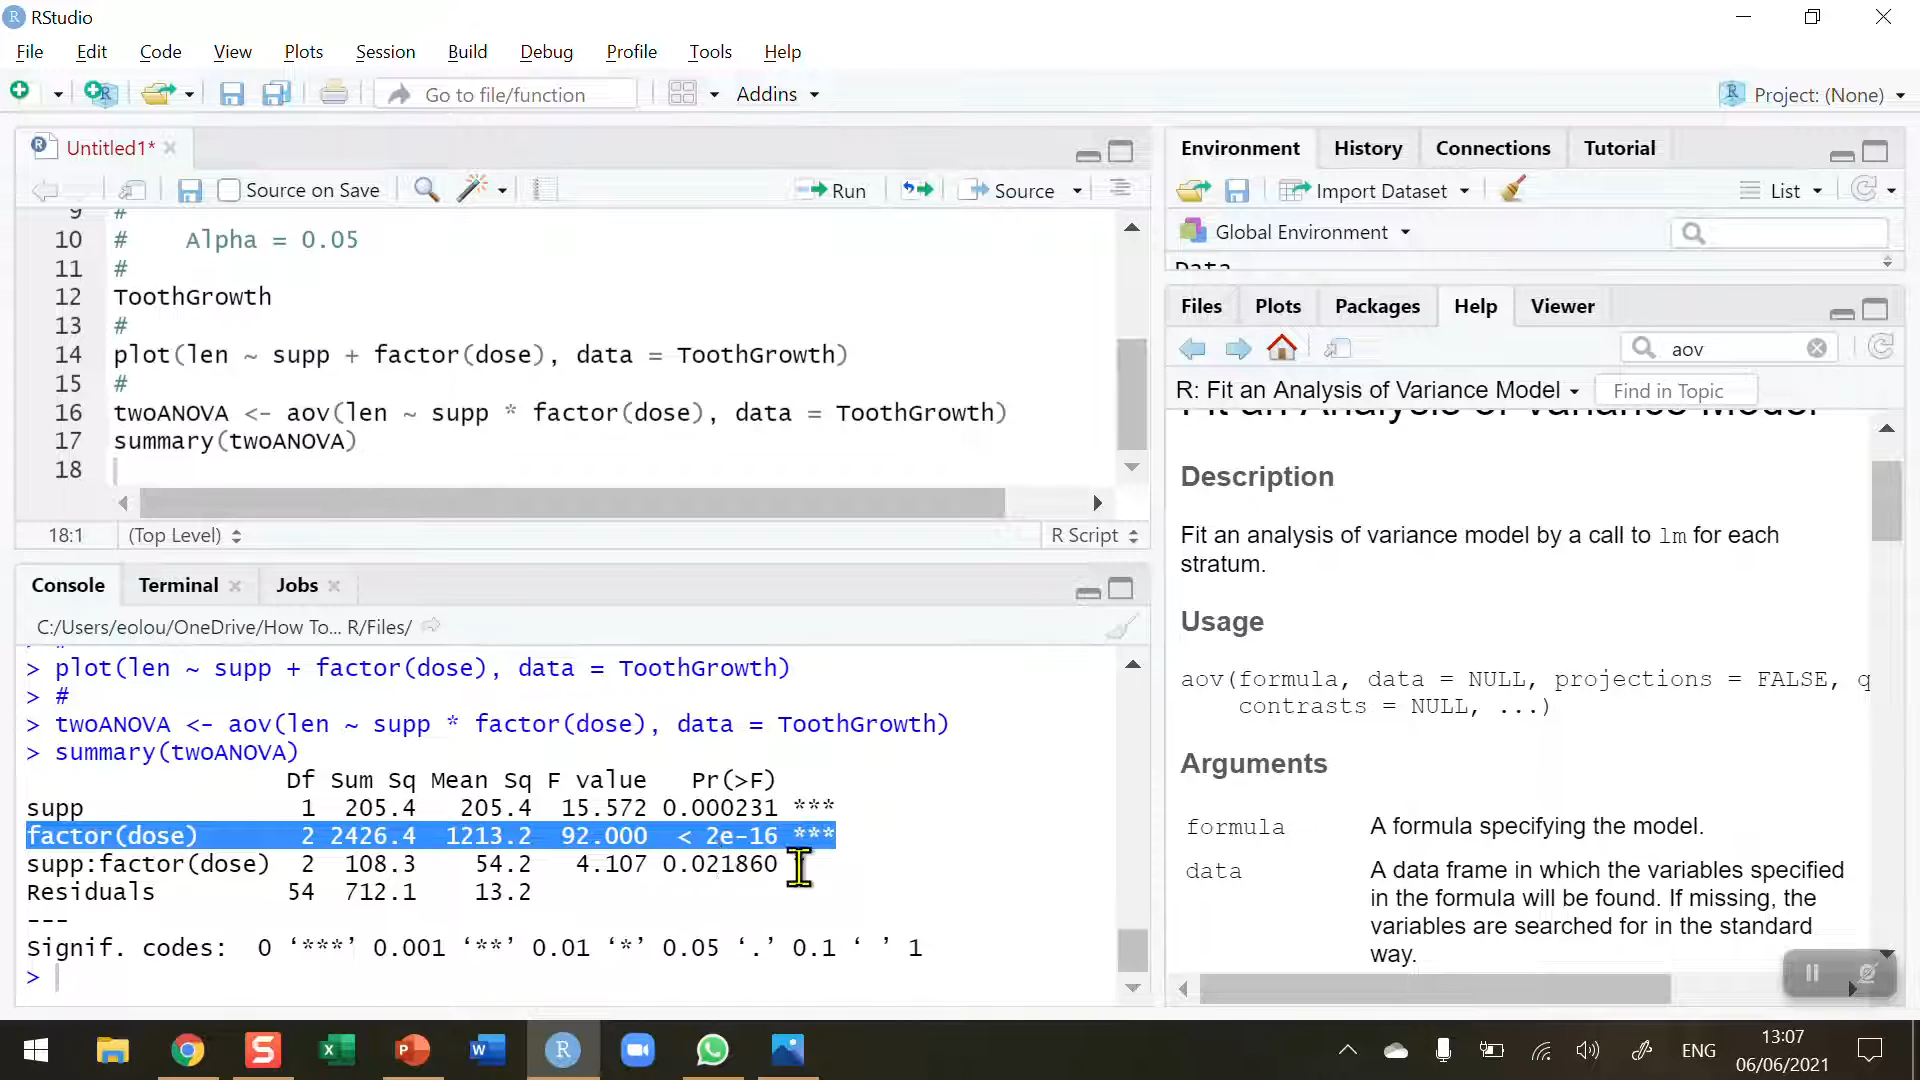 RStudio
File Edit Code View Plots Session Build Debug Profile Tools Help
Go to file/function Addins Project: (None)
Untitled1*
Source on Save Run Source
9 #
10 #    Alpha = 0.05
11 #
12 ToothGrowth
13 #
14 plot(len ~ supp + factor(dose), data = ToothGrowth)
15 #
16 twoANOVA <- aov(len ~ supp * factor(dose), data = ToothGrowth)
17 summary(twoANOVA)
18
18:1 (Top Level) R Script
Console Terminal Jobs
C:/Users/eolou/OneDrive/How To... R/Files/
> plot(len ~ supp + factor(dose), data = ToothGrowth)
> #
> twoANOVA <- aov(len ~ supp * factor(dose), data = ToothGrowth)
> summary(twoANOVA)
Df Sum Sq Mean Sq F value Pr(>F)
supp 1 205.4 205.4 15.572 0.000231 ***
factor(dose) 2 2426.4 1213.2 92.000 < 2e-16 ***
supp:factor(dose) 2 108.3 54.2 4.107 0.021860
Residuals 54 712.1 13.2
---
Signif. codes: 0 ‘***’ 0.001 ‘**’ 0.01 ‘*’ 0.05 ‘.’ 0.1 ‘ ’ 1
>
Environment History Connections Tutorial
Import Dataset List
Global Environment
Data
Files Plots Packages Help Viewer
aov
R: Fit an Analysis of Variance Model Find in Topic
Fit an Analysis of Variance Model
Description
Fit an analysis of variance model by a call to lm for each
stratum.
Usage
aov(formula, data = NULL, projections = FALSE, q
contrasts = NULL, ...)
Arguments
formula A formula specifying the model.
data A data frame in which the variables specified
in the formula will be found. If missing, the
variables are searched for in the standard
way.
ENG
13:07
06/06/2021